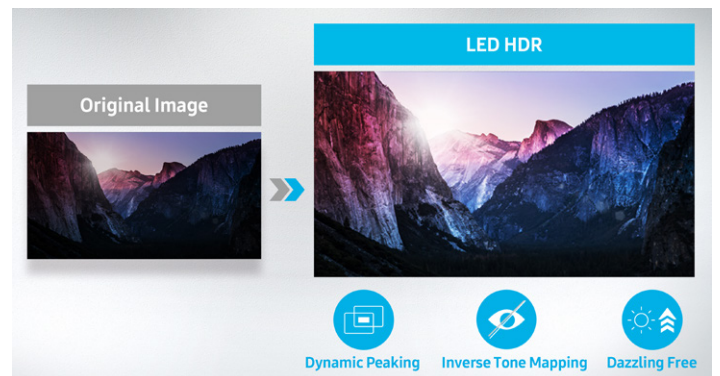 Original Image
LED HDR
Dynamic Peaking
Inverse Tone Mapping
Dazzling Free